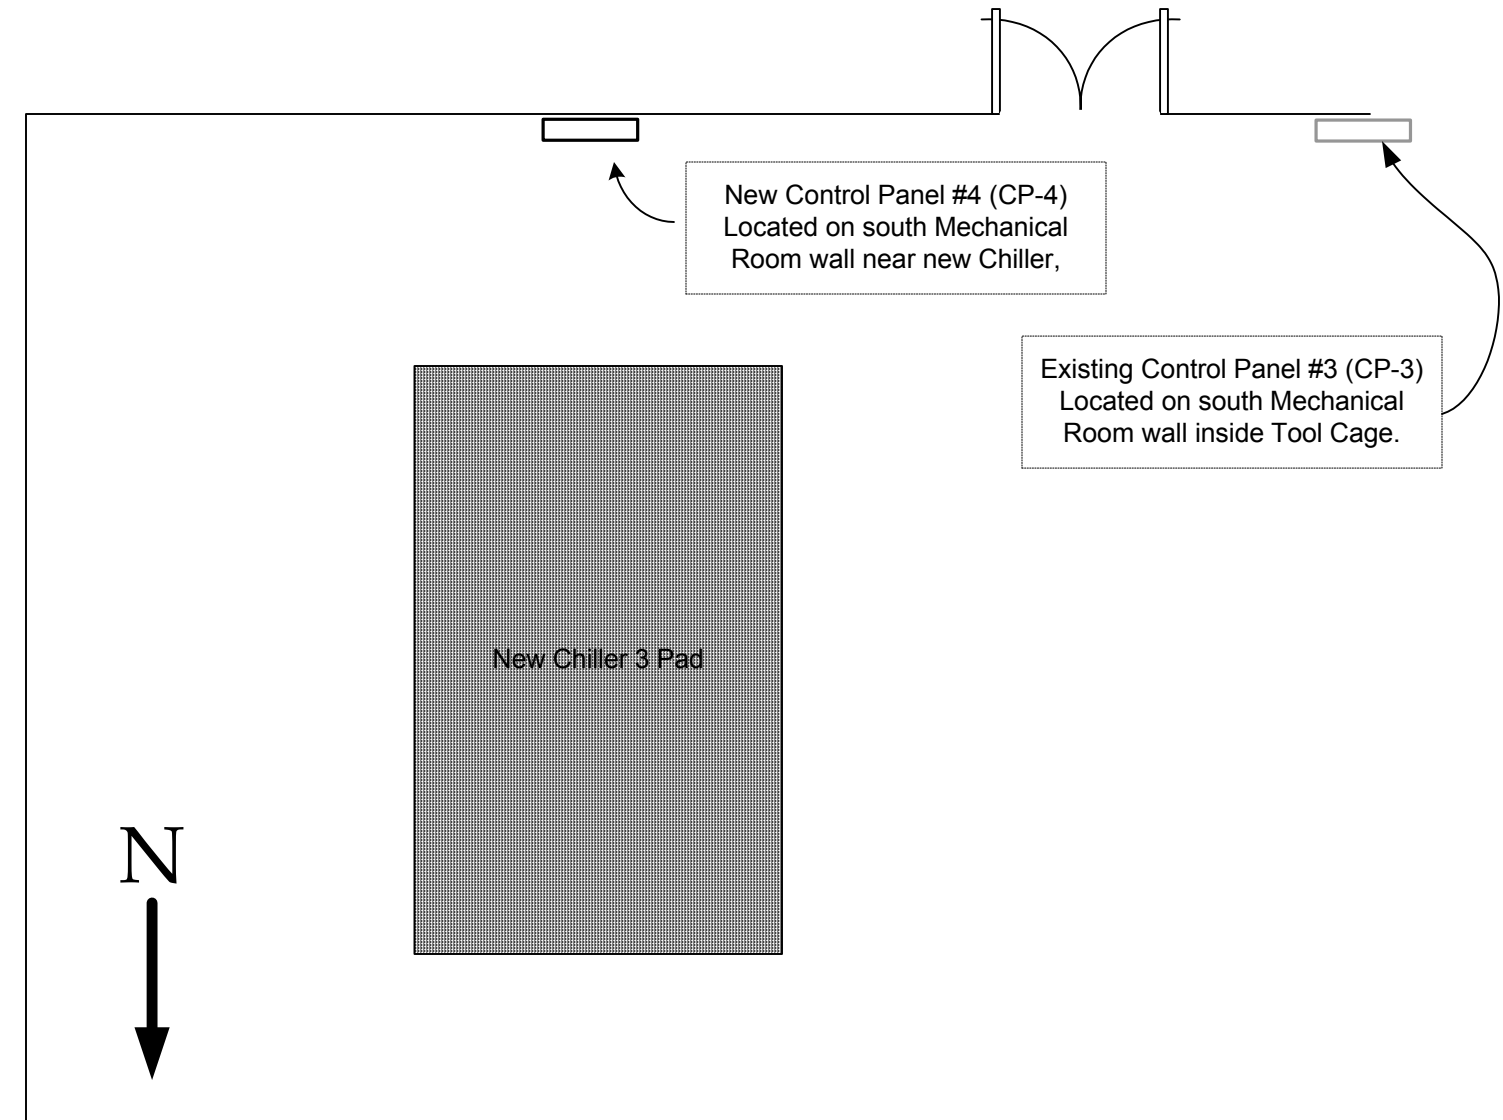 New Control Panel #4 (CP-4)
Located on south Mechanical
Room wall near new Chiller,
Existing Control Panel #3 (CP-3)
Located on south Mechanical
Room wall inside Tool Cage.
New Chiller 3 Pad
N